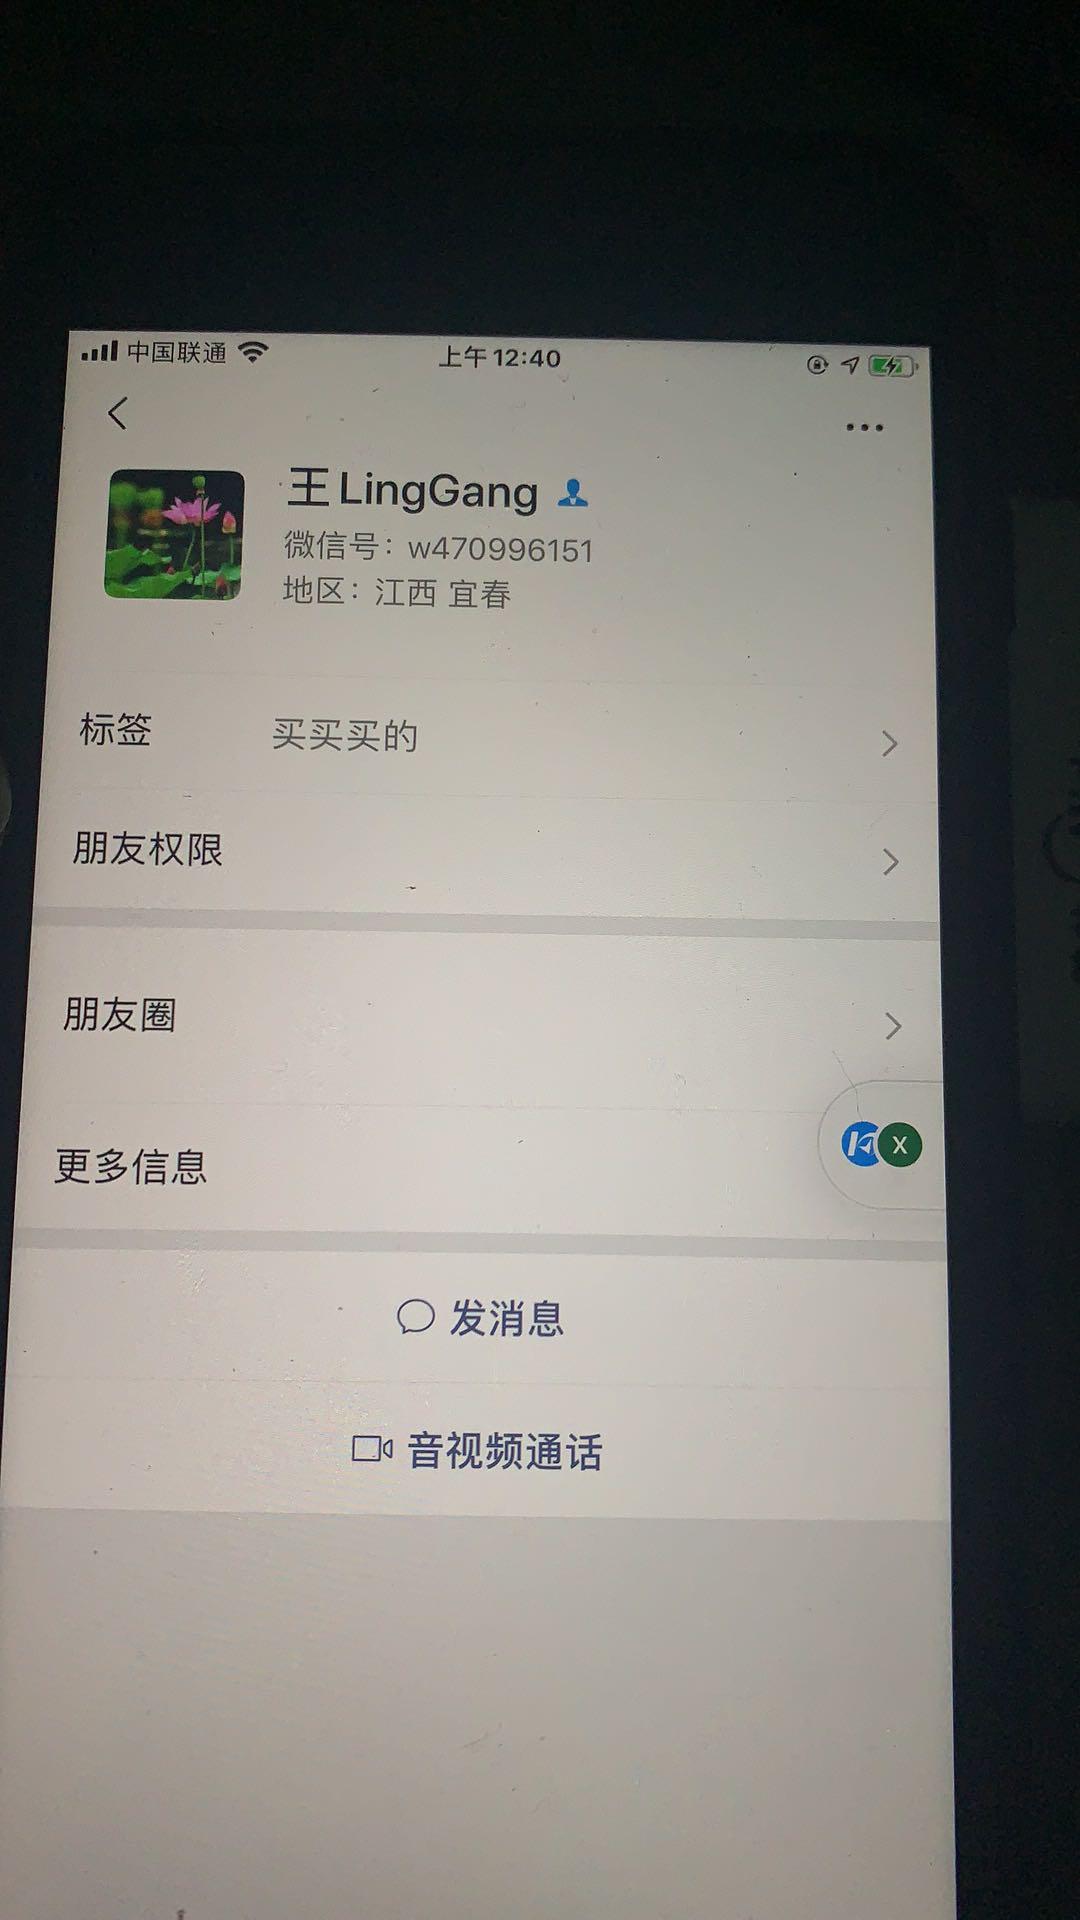 中国联通
上午12:40
王LingGang
微信号：w470996151
地区：江西 宜春
标签 买买买的
朋友权限
朋友圈
更多信息
X
发消息
音视频通话